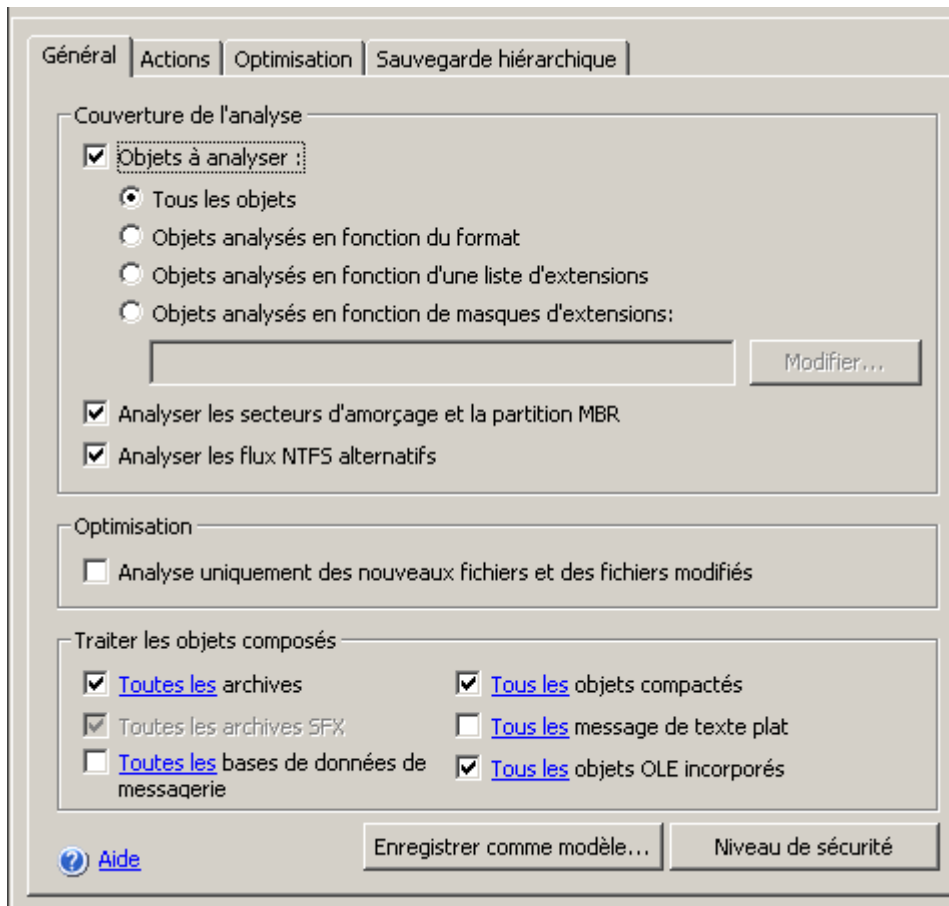 Général
Actions
Optimisation
Sauvegarde hiérarchique
Couverture de l'analyse
Objets à analyser :
Tous les objets
Objets analysés en fonction du format
Objets analysés en fonction d'une liste d'extensions
Objets analysés en fonction de masques d'extensions:
Modifier...
Analyser les secteurs d'amorçage et la partition MBR
Analyser les flux NTFS alternatifs
Optimisation
Analyse uniquement des nouveaux fichiers et des fichiers modifiés
Traiter les objets composés
Toutes les archives
Tous les objets compactés
Toutes les archives SFX
Tous les message de texte plat
Toutes les bases de données de
messagerie
Tous les objets OLE incorporés
Aide
Enregistrer comme modèle...
Niveau de sécurité